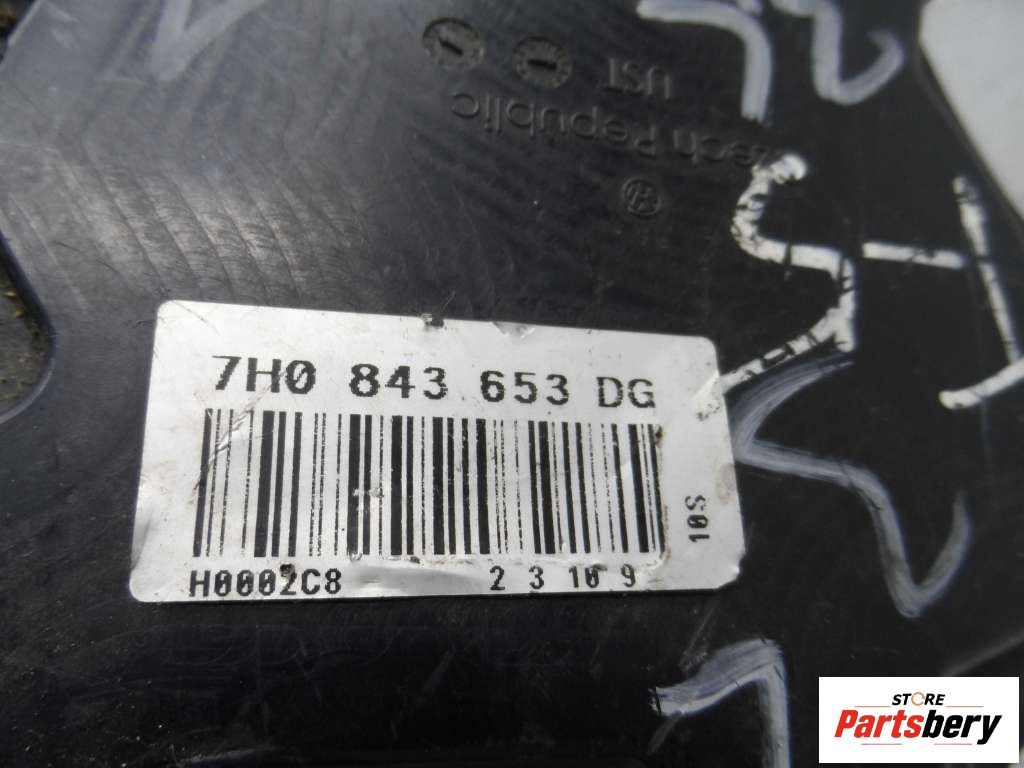 UST
Czech Republic
H
7H0 843 653 DG
10S
H0002C8 2 3 10 9
STORE
Partsbery